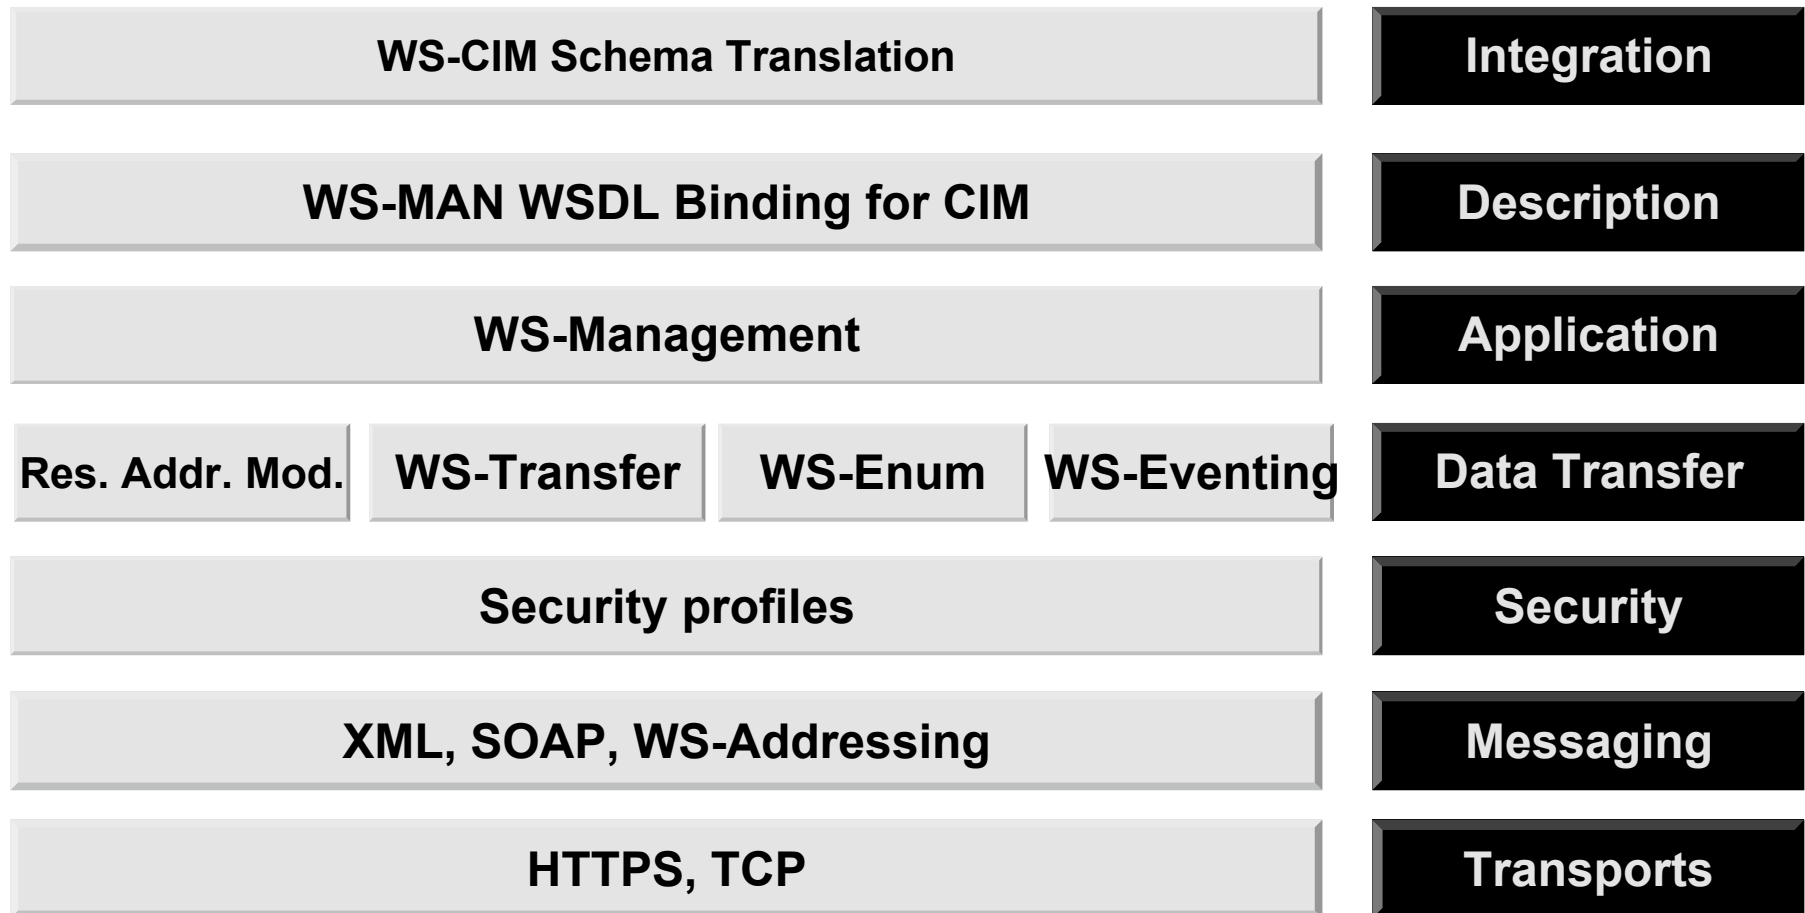 WS-CIM Schema Translation
Integration
WS-MAN WSDL Binding for CIM
Description
WS-Management
Application
Res. Addr. Mod.
WS-Transfer
WS-Enum
WS-Eventing
Data Transfer
Security profiles
Security
XML, SOAP, WS-Addressing
Messaging
HTTPS, TCP
Transports